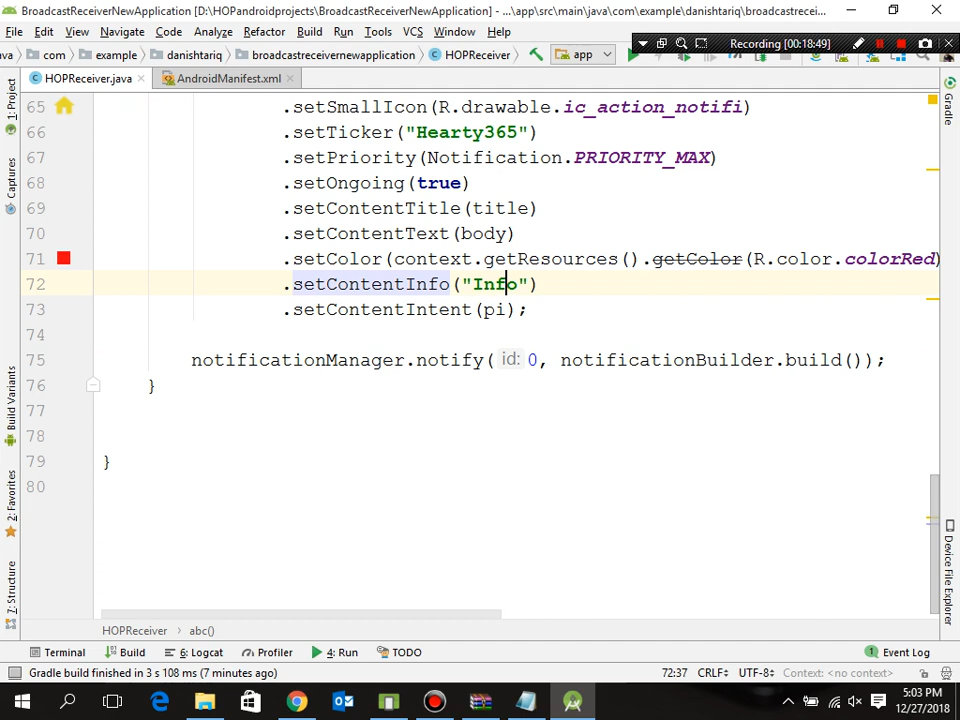 BroadcastReceiverNewApplication [D:\HOPandroidprojects\BroadcastReceiverNewApplication] - ...\app\src\main\java\com\example\danishtariq\broadcastrecei...
File Edit View Navigate Code Analyze Refactor Build Run Tools VCS Window Help
Recording [00:18:49]
va com example danishtariq broadcastreceivernewapplication HOPReceiver app
HOPReceiver.java AndroidManifest.xml
1: Project
Captures
Build Variants
2: Favorites
7: Structure
65 .setSmallIcon(R.drawable.ic_action_notifi)
66 .setTicker("Hearty365")
67 .setPriority(Notification.PRIORITY_MAX)
68 .setOngoing(true)
69 .setContentTitle(title)
70 .setContentText(body)
71 .setColor(context.getResources().getColor(R.color.colorRed)
72 .setContentInfo("Info")
73 .setContentIntent(pi);
74
75 notificationManager.notify( id: 0, notificationBuilder.build());
76 }
77
78
79 }
80
Gradle
Device File Explorer
HOPReceiver abc()
Terminal Build 6: Logcat Profiler 4: Run TODO 1 Event Log
Gradle build finished in 3 s 108 ms (7 minutes ago) 72:37 CRLF UTF-8 Context: <no context>
5:03 PM
12/27/2018